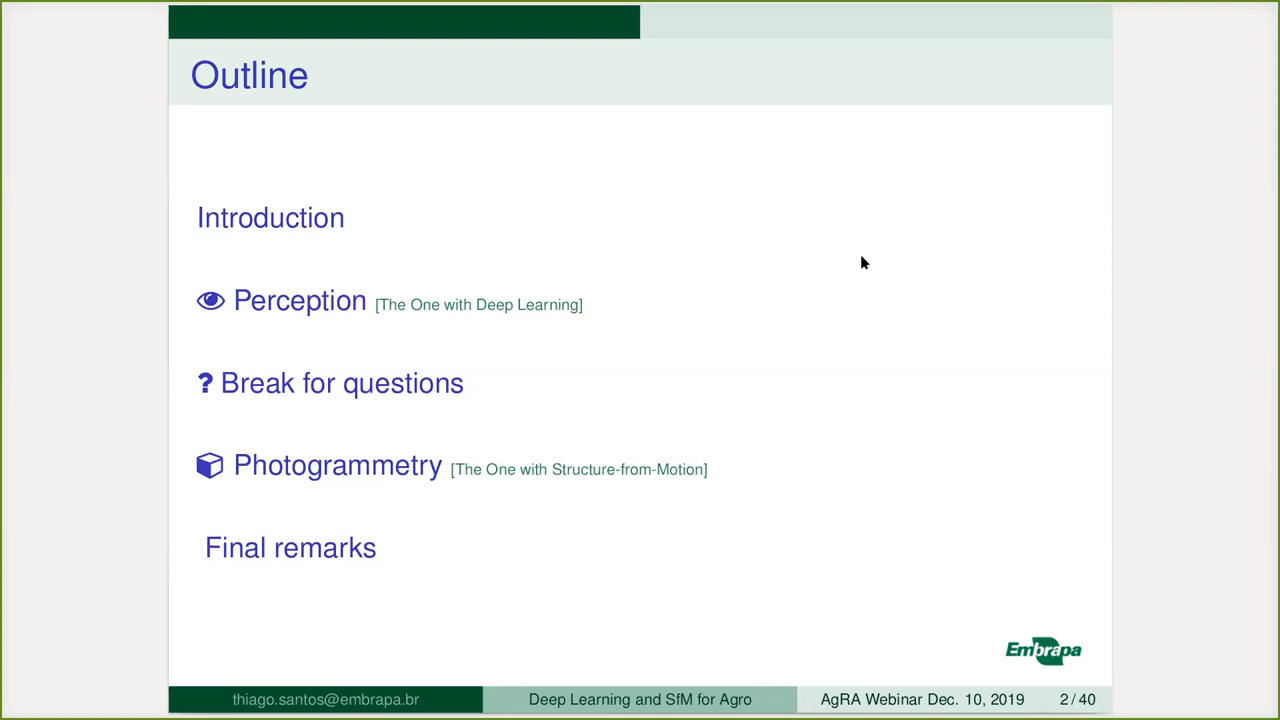 Outline
Introduction
Perception [The One with Deep Learning]
? Break for questions
Photogrammetry [The One with Structure-from-Motion]
Final remarks
Embrapa
thiago.santos@embrapa.br Deep Learning and SfM for Agro AgRA Webinar Dec. 10, 2019 2 / 40